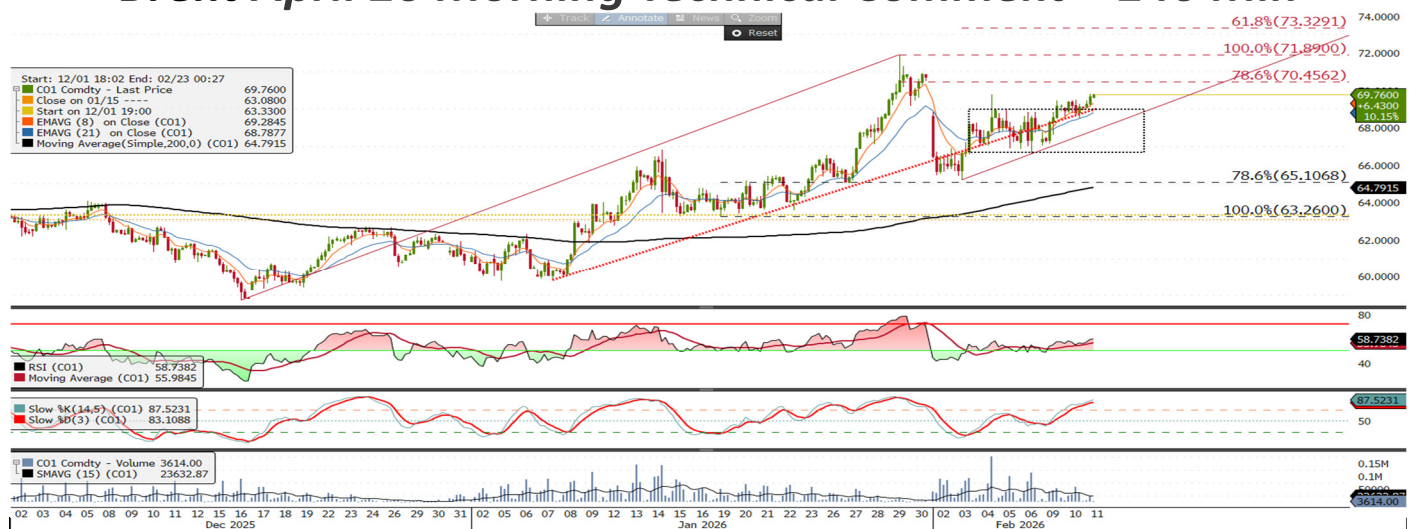 Brent April 26 Morning Technical Comment – 240 min
Track Annotate News Zoom
Reset
Start: 12/01 18:02 End: 02/23 00:27
CO1 Comdty - Last Price 69.7600
Close on 01/15 ---- 63.0800
Start on 12/01 19:00 63.3300
EMAVG (8) on Close (CO1) 69.2845
EMAVG (21) on Close (CO1) 68.7877
Moving Average(Simple,200,0) (CO1) 64.7915
61.8%(73.3291)
100.0%(71.8900)
78.6%(70.4562)
78.6%(65.1068)
100.0%(63.2600)
74.0000
72.0000
69.7600
+6.4300
10.15%
68.0000
66.0000
64.7915
64.0000
62.0000
60.0000
RSI (CO1) 58.7382
Moving Average (CO1) 55.9845
80
58.7382
40
Slow %K(14,5) (CO1) 87.5231
Slow %D(3) (CO1) 83.1088
87.5231
50
CO1 Comdty - Volume 3614.00
SMAVG (15) (CO1) 23632.87
0.15M
0.1M
3614.00
02 03 04 05 08 09 10 11 12 15 16 17 18 19 22 23 24 26 29 30 31 02 05 06 07 08 09 12 13 14 15 16 19 20 21 22 23 26 27 28 29 30 02 03 04 05 06 09 10 11
Dec 2025 Jan 2026 Feb 2026